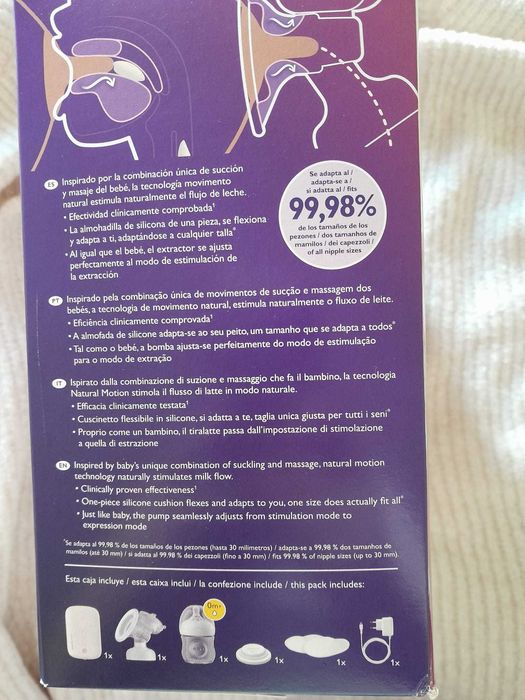 Se adapta al /
adapta-se a /
si adatta al / fits
99,98%
de los tamaños de los
pezones / dos tamanhos de
mamilos / dei capezzoli /
of all nipple sizes
ES Inspirado por la combinación única de succión
y masaje del bebé, la tecnología movimento
natural estimula naturalmente el flujo de leche.
• Efectividad clínicamente comprobada†
• La almohadilla de silicona de una pieza, se flexiona
y adapta a ti, adaptándose a cualquier talla*
• Al igual que el bebé, el extractor se ajusta
perfectamente al modo de estimulación de
la extracción
PT Inspirado pela combinação única de movimentos de sucção e massagem dos
bebés, a tecnologia de movimento natural, estimula naturalmente o fluxo de leite.
• Eficiência clinicamente comprovada†
• A almofada de silicone adapta-se ao seu peito, um tamanho que se adapta a todos*
• Tal como o bebé, a bomba ajusta-se perfeitamente do modo de estimulação
para o modo de extração
IT Ispirato dalla combinazione di suzione e massaggio che fa il bambino, la tecnologia
Natural Motion stimola il flusso di latte in modo naturale.
• Efficacia clinicamente testata†
• Cuscinetto flessibile in silicone, si adatta a te, taglia unica giusta per tutti i seni*
• Proprio come un bambino, il tiralatte passa dall'impostazione di stimolazione
a quella di estrazione
EN Inspired by baby's unique combination of suckling and massage, natural motion
technology naturally stimulates milk flow.
• Clinically proven effectiveness†
• One-piece silicone cushion flexes and adapts to you, one size does actually fit all*
• Just like baby, the pump seamlessly adjusts from stimulation mode to
expression mode
*Se adapta al 99,98 % de los tamaños de los pezones (hasta 30 milímetros) / adapta-se a 99,98 % dos tamanhos de
mamilos (até 30 mm) / si adatta al 99,98 % dei capezzoli (fino a 30 mm) / fits 99.98 % of nipple sizes (up to 30 mm).
Esta caja incluye / esta caixa inclui / la confezione include / this pack includes:
0m+
1x
1x
1x
1x
1x
1x